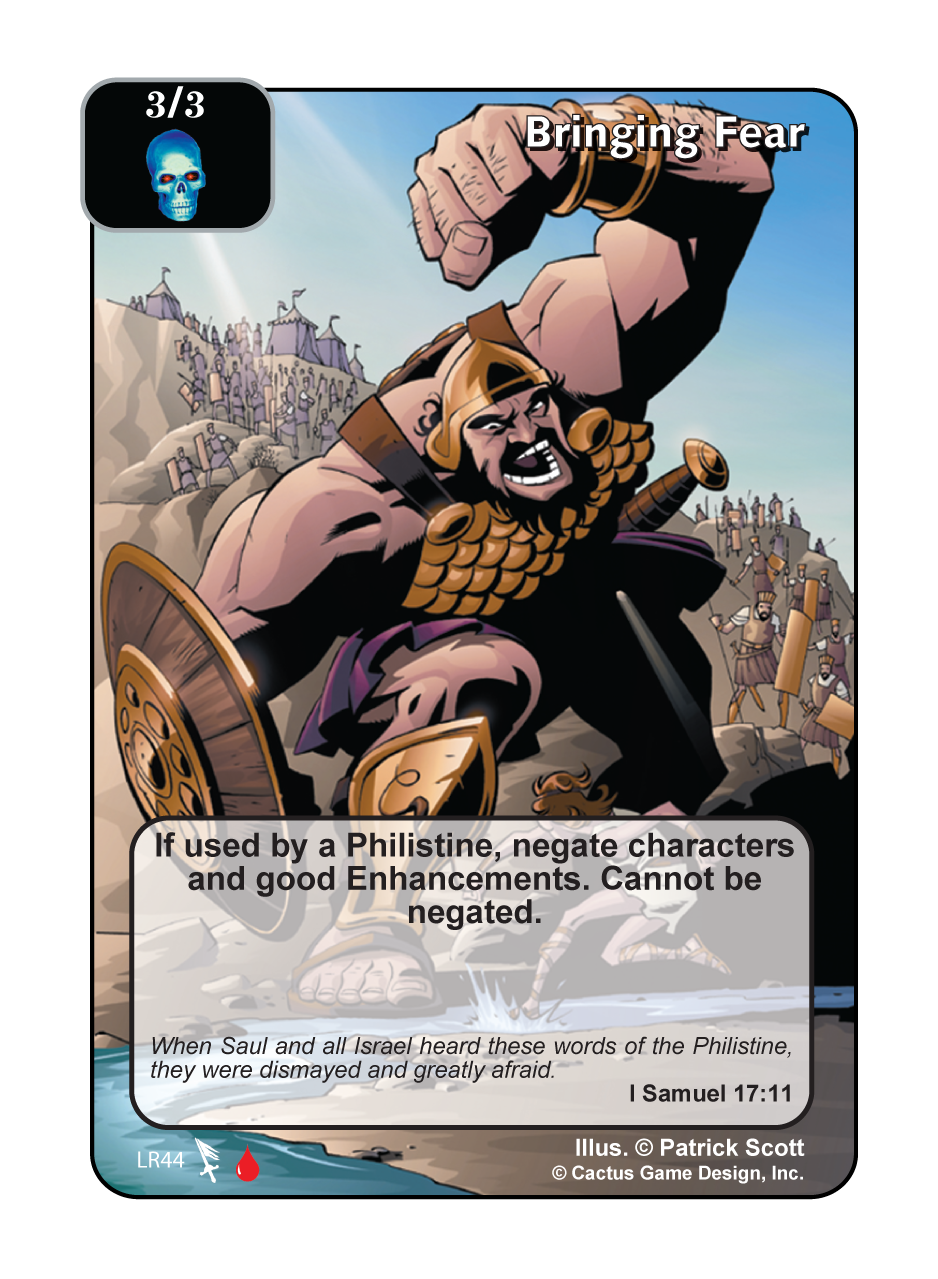 3/3
Bringing Fear
If used by a Philistine, negate characters
and good Enhancements. Cannot be
negated.
When Saul and all Israel heard these words of the Philistine,
they were dismayed and greatly afraid.
I Samuel 17:11
LR44
Illus. © Patrick Scott
© Cactus Game Design, Inc.